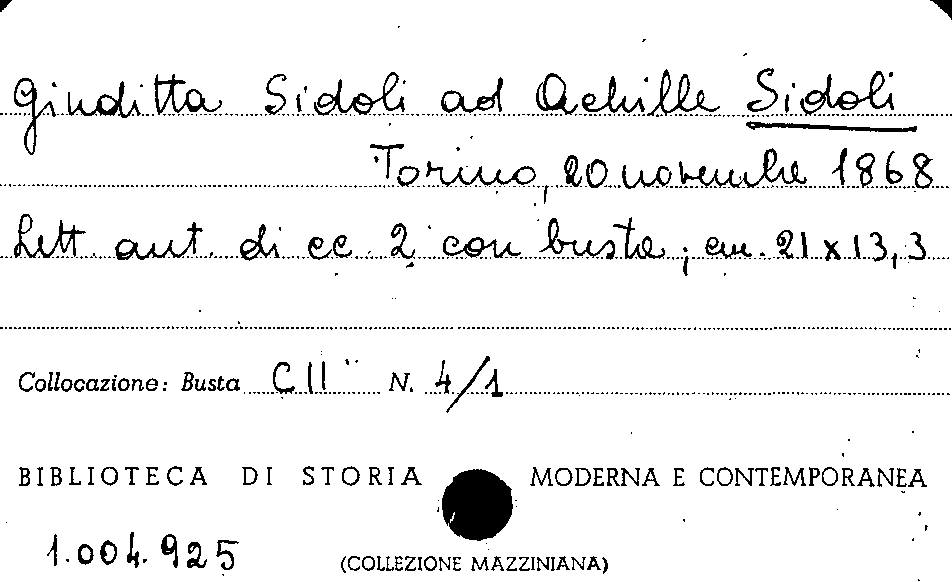 Giuditta Sidoli ad Achille Sidoli
Torino, 20 novembre 1868
Lett. aut. di cc. 2 con busta; cm. 21 x 13,3
Collocazione: Busta CII N. 4/1
BIBLIOTECA DI STORIA MODERNA E CONTEMPORANEA
1.004.925
(COLLEZIONE MAZZINIANA)